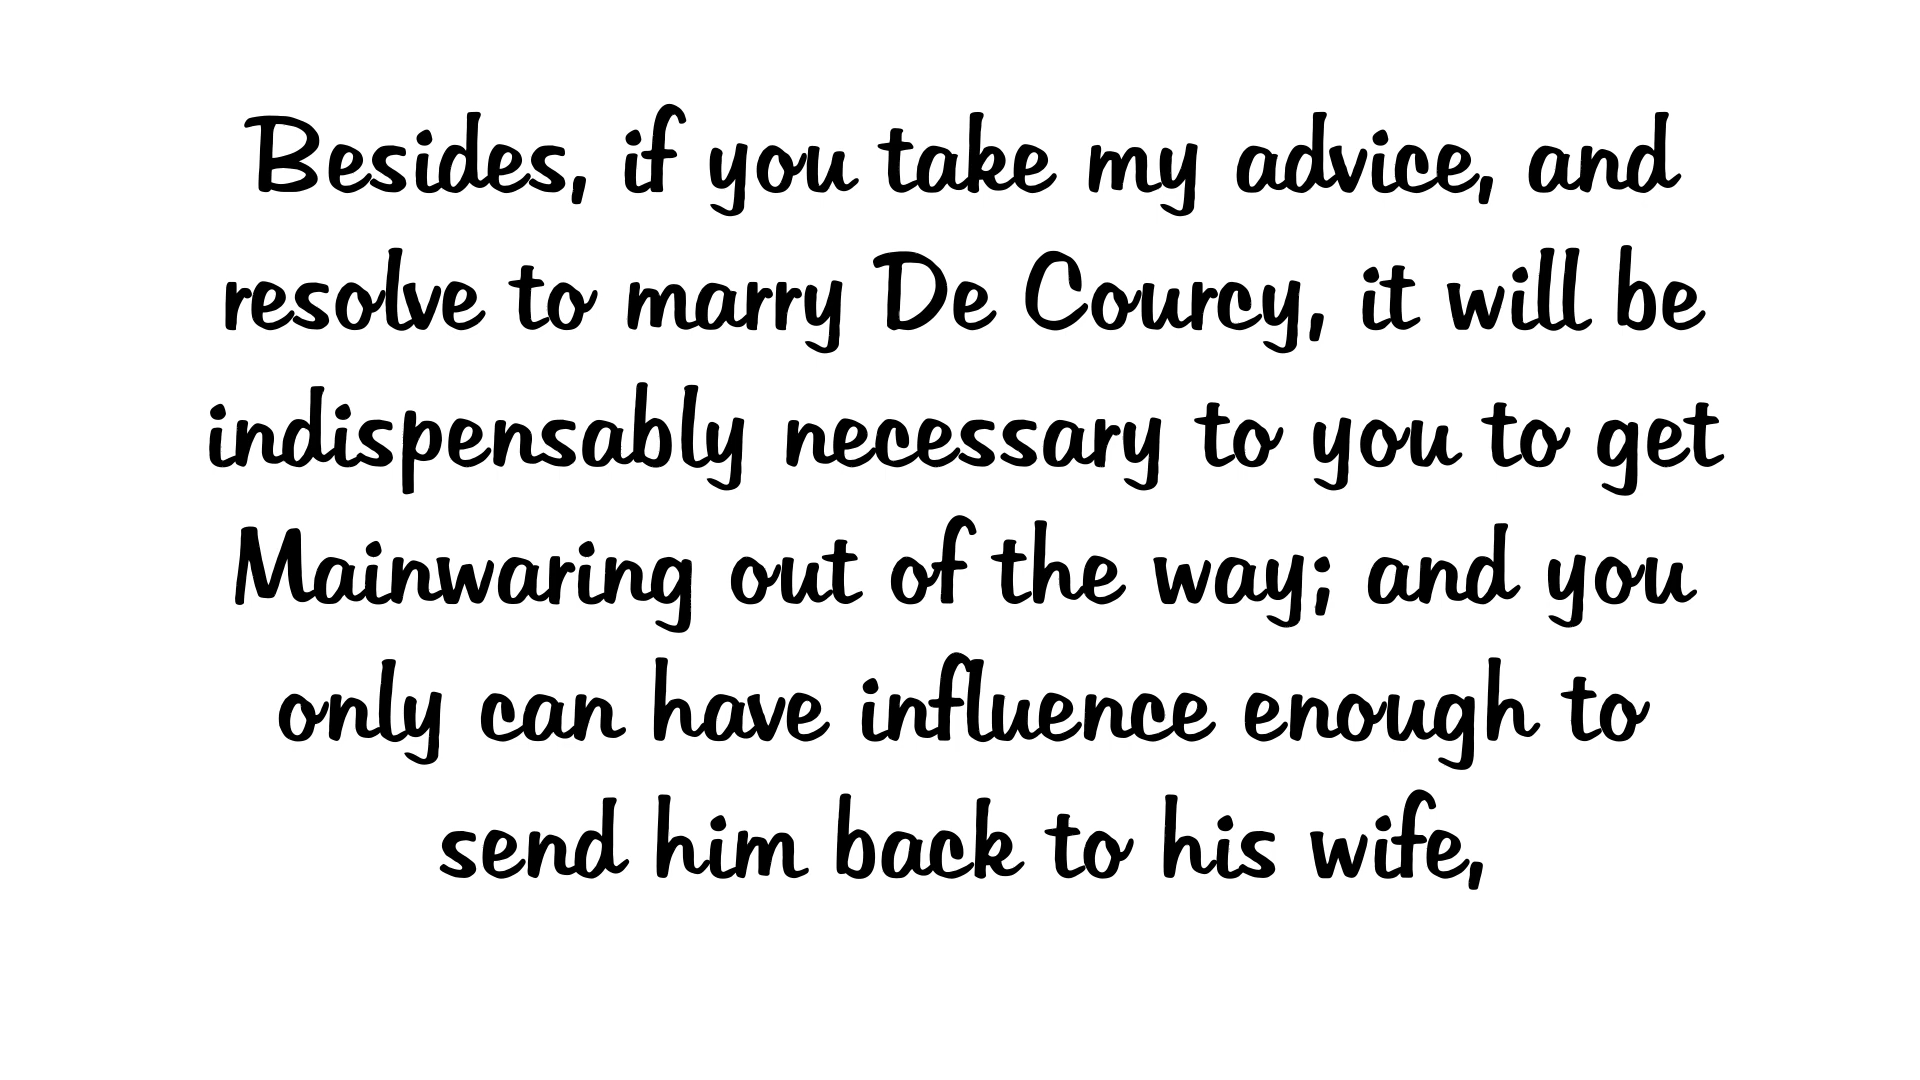 Besides, if you take my advice, and
resolve to marry De Courcy, it will be
indispensably necessary to you to get
Mainwaring out of the way; and you
only can have influence enough to
send him back to his wife,